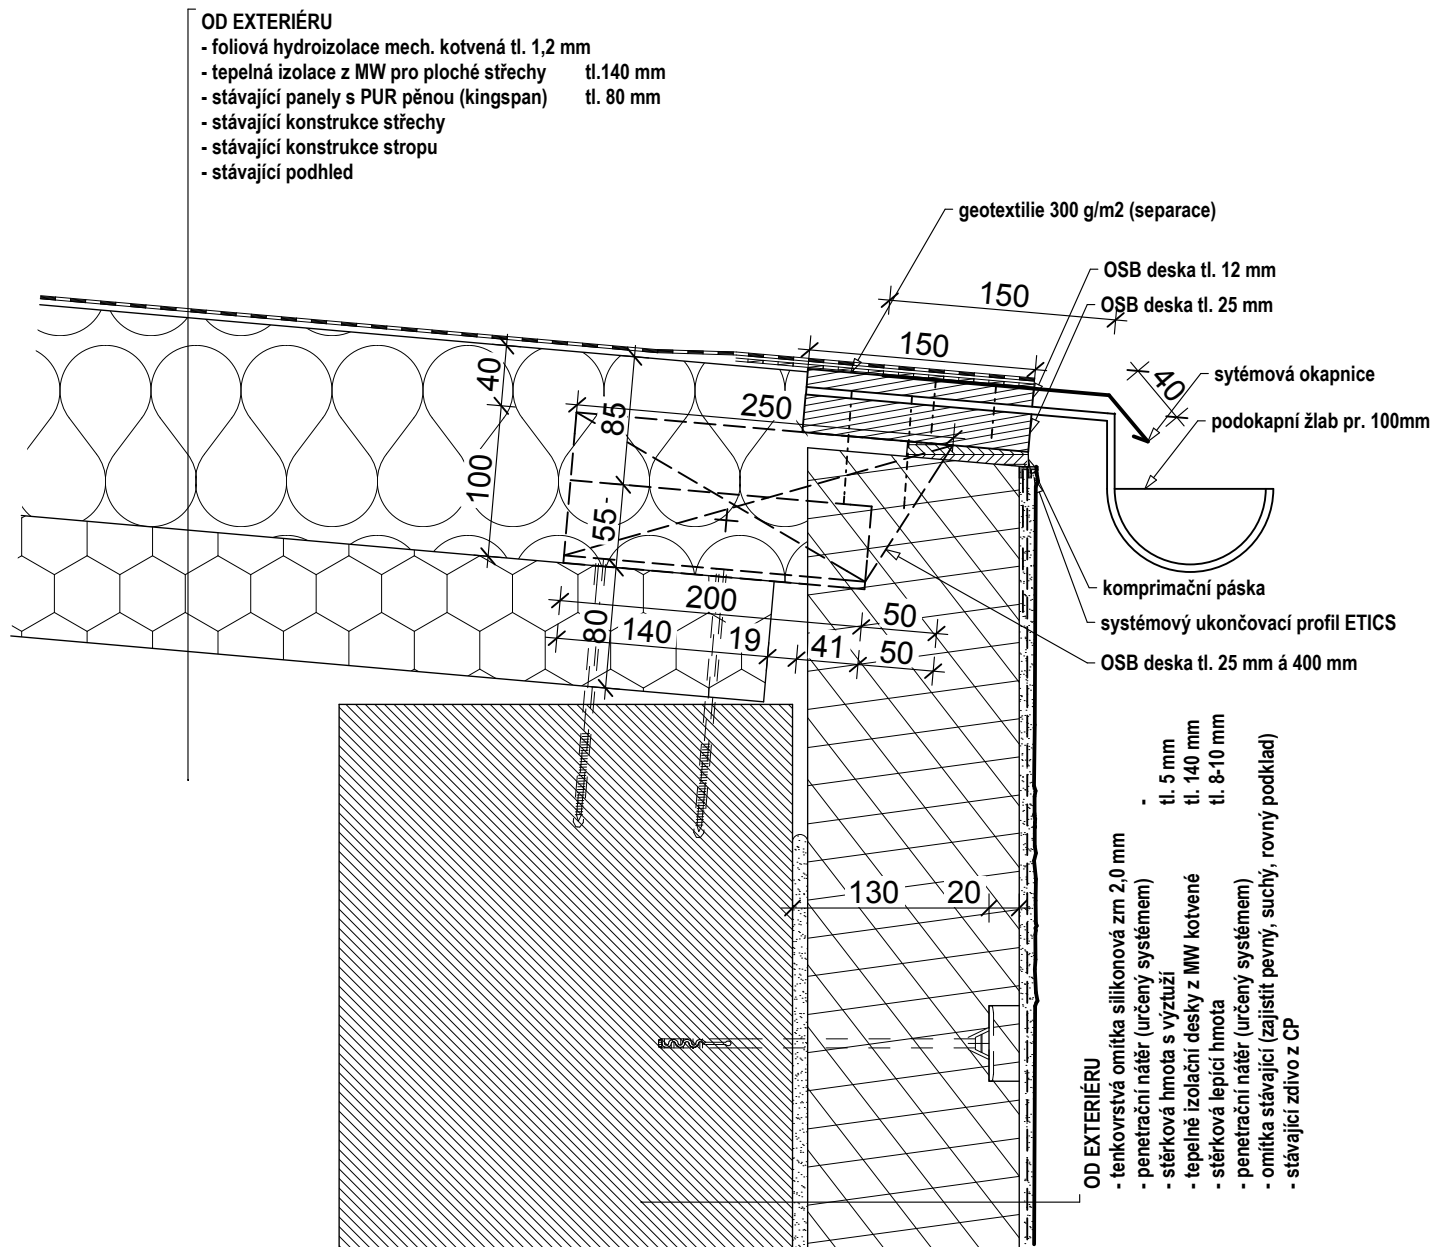 OD EXTERIÉRU
- foliová hydroizolace mech. kotvená tl. 1,2 mm
- tepelná izolace z MW pro ploché střechy tl.140 mm
- stávající panely s PUR pěnou (kingspan) tl. 80 mm
- stávající konstrukce střechy
- stávající konstrukce stropu
- stávající podhled
geotextilie 300 g/m2 (separace)
OSB deska tl. 12 mm
150
OSB deska tl. 25 mm
150
40
40
sytémová okapnice
250
85
podokapní žlab pr. 100mm
100
55
komprimační páska
200
50
80
140
19
41
50
systémový ukončovací profil ETICS
OSB deska tl. 25 mm á 400 mm
130
20
OD EXTERIÉRU
- tenkovrstvá omítka silikonová zrn 2,0 mm
- penetrační nátěr (určený systémem) -
- stěrková hmota s výztuží tl. 5 mm
- tepelně izolační desky z MW kotvené tl. 140 mm
- stěrková lepící hmota tl. 8-10 mm
- penetrační nátěr (určený systémem)
- omítka stávající (zajistit pevný, suchý, rovný podklad)
- stávající zdivo z CP